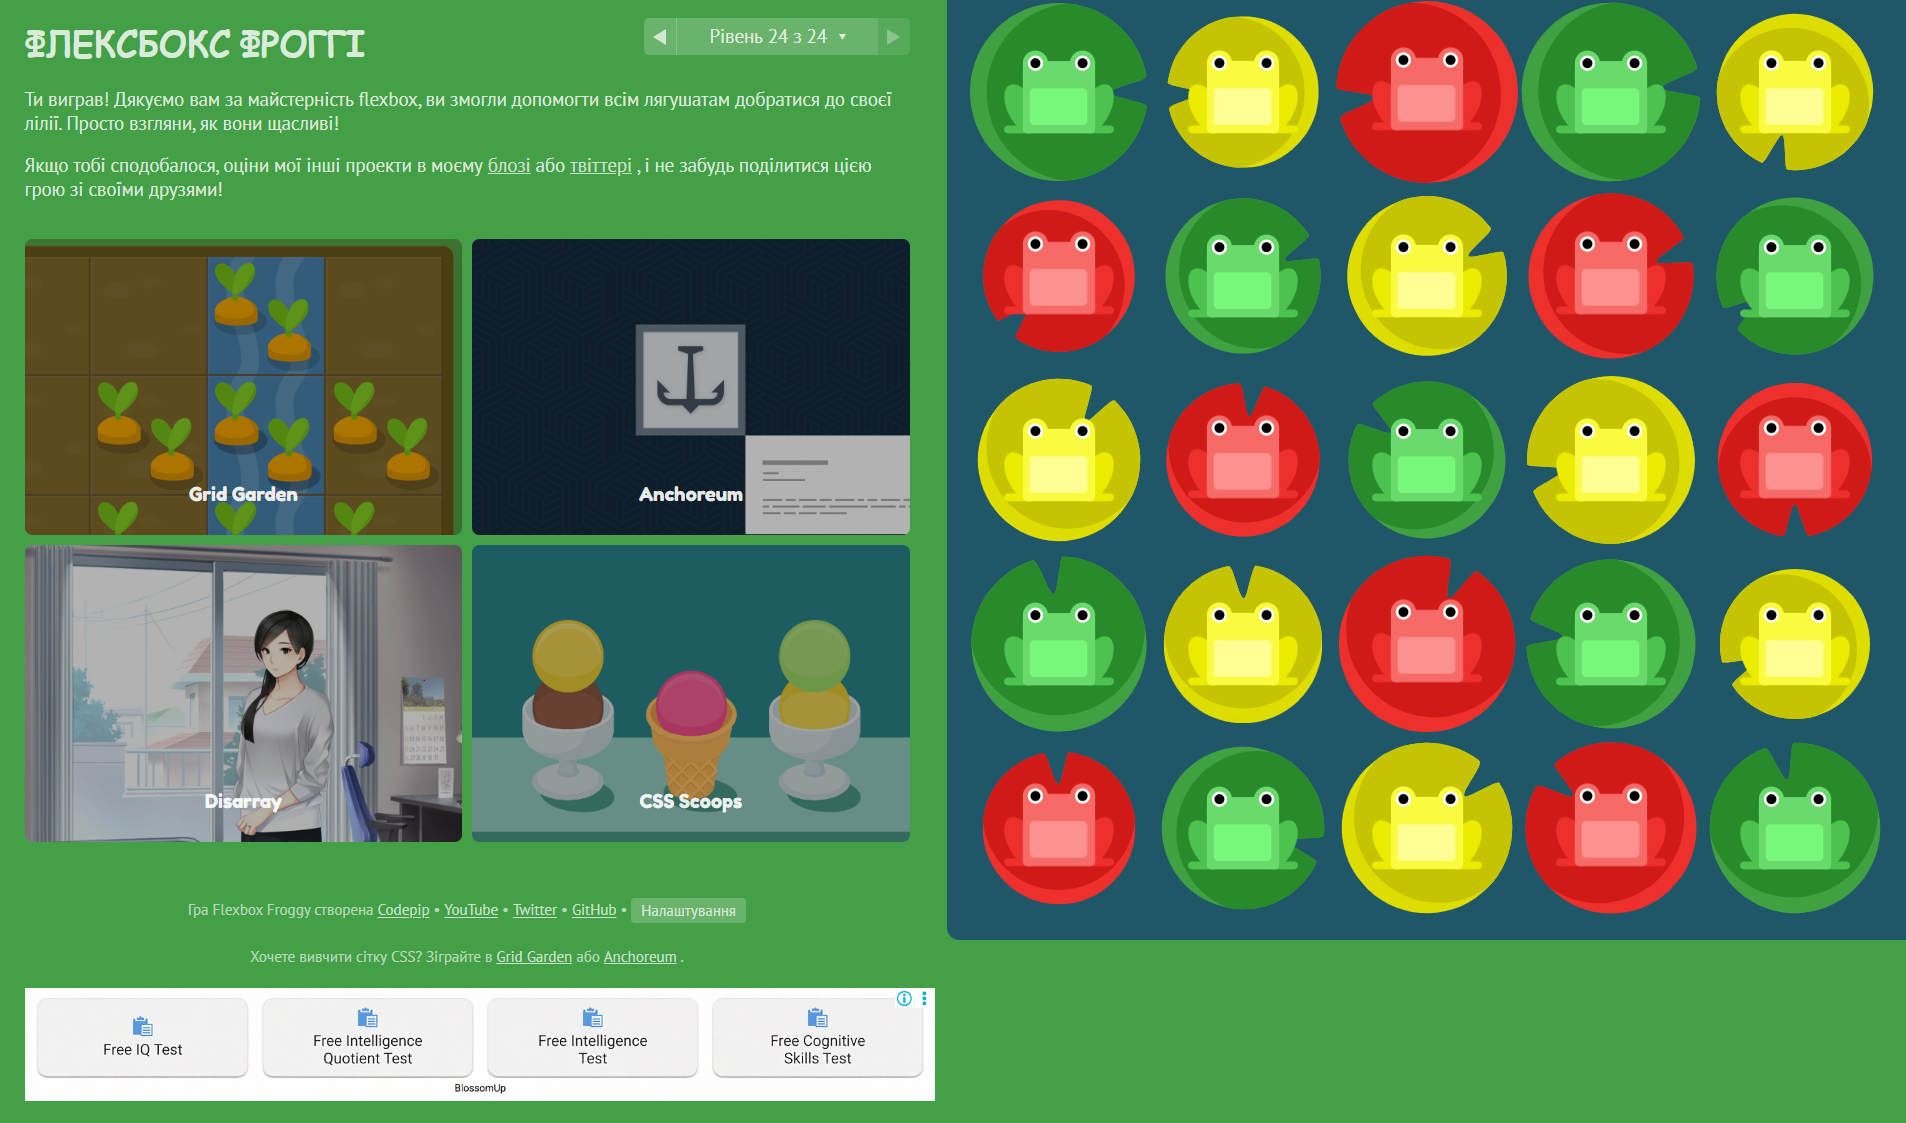 ФЛЕКСБОКС ФРОГГІ
Рівень 24 з 24
Ти виграв! Дякуємо вам за майстерність flexbox, ви змогли допомогти всім лягушатам добратися до своєї
лілії. Просто взгляни, як вони щасливі!
Якщо тобі сподобалося, оціни мої інші проекти в моєму блозі або твіттері , і не забудь поділитися цією
грою зі своїми друзями!
Grid Garden
Anchoreum
Disarray
CSS Scoops
Гра Flexbox Froggy створена Codepip • YouTube • Twitter • GitHub • Налаштування
Хочете вивчити сітку CSS? Зіграйте в Grid Garden або Anchoreum .
Free IQ Test
Free Intelligence
Quotient Test
Free Intelligence
Test
Free Cognitive
Skills Test
BlossomUp